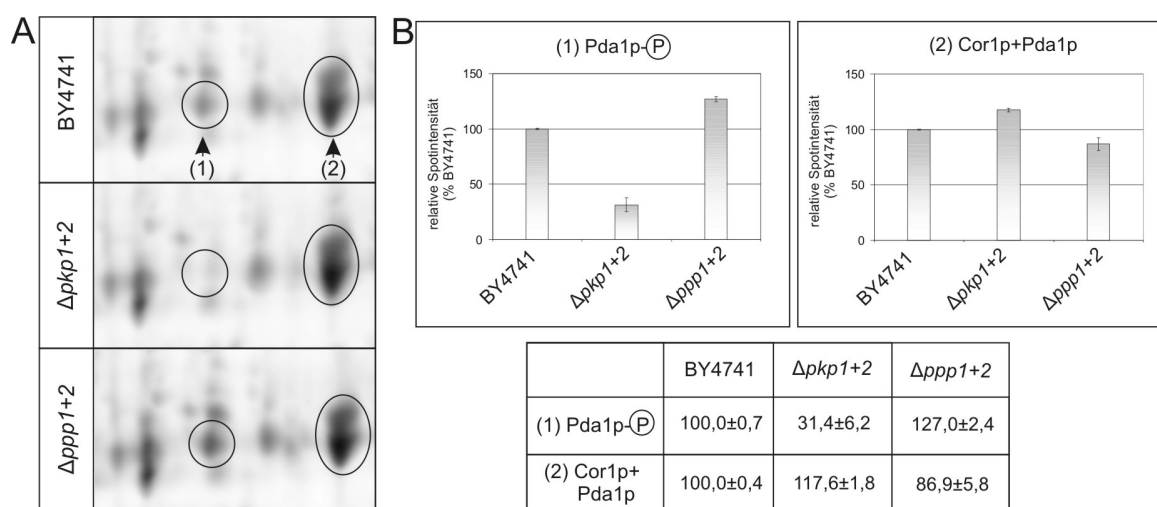 A
BY4741
(1)
(2)
Δpkp1+2
Δppp1+2
B
(1) Pda1p-P
relative Spotintensität
(% BY4741)
150
100
50
0
BY4741
Δpkp1+2
Δppp1+2
(2) Cor1p+Pda1p
relative Spotintensität
(% BY4741)
150
100
50
0
BY4741
Δpkp1+2
Δppp1+2
BY4741 Δpkp1+2 Δppp1+2
(1) Pda1p-P 100,0±0,7 31,4±6,2 127,0±2,4
(2) Cor1p+
Pda1p 100,0±0,4 117,6±1,8 86,9±5,8